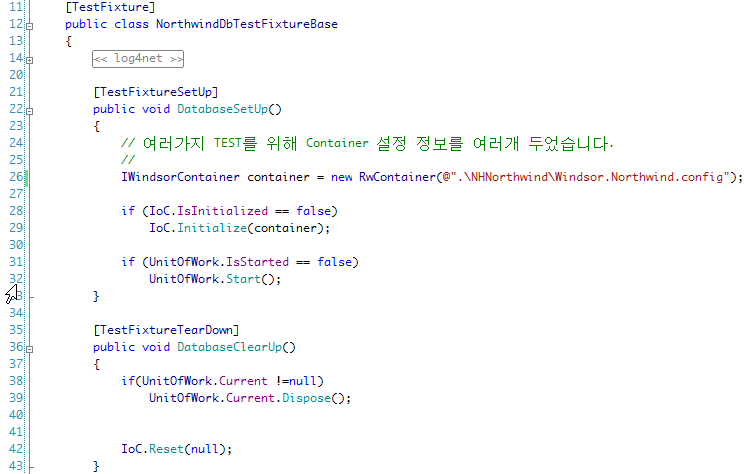 11 [TestFixture]
12 public class NorthwindDbTestFixtureBase
13 {
14 << log4net >>
20
21 [TestFixtureSetUp]
22 public void DatabaseSetUp()
23 {
24 // 여러가지 TEST를 위해 Container 설정 정보를 여러개 두었습니다.
25 //
26 IWindsorContainer container = new RwContainer(@".\NHNorthwind\Windsor.Northwind.config");
27
28 if (IoC.IsInitialized == false)
29 IoC.Initialize(container);
30
31 if (UnitOfWork.IsStarted == false)
32 UnitOfWork.Start();
3 }
34
35 [TestFixtureTearDown]
36 public void DatabaseClearUp()
37 {
38 if(UnitOfWork.Current !=null)
39 UnitOfWork.Current.Dispose();
40
41
42 IoC.Reset(null);
43 }